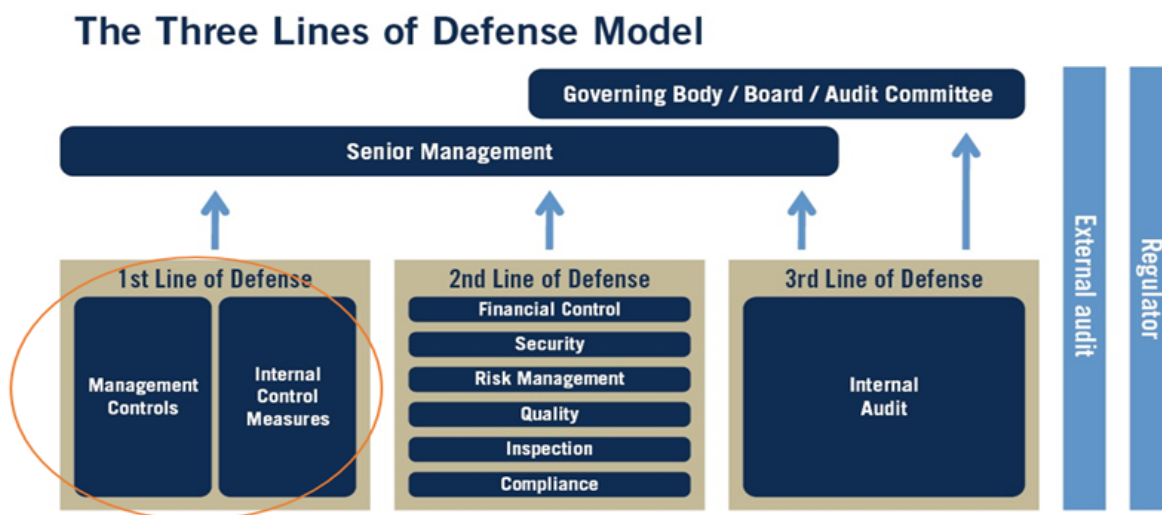 The Three Lines of Defense Model
Governing Body / Board / Audit Committee
Senior Management
1st Line of Defense
Management
Controls
Internal
Control
Measures
2nd Line of Defense
Financial Control
Security
Risk Management
Quality
Inspection
Compliance
3rd Line of Defense
Internal
Audit
External audit
Regulator